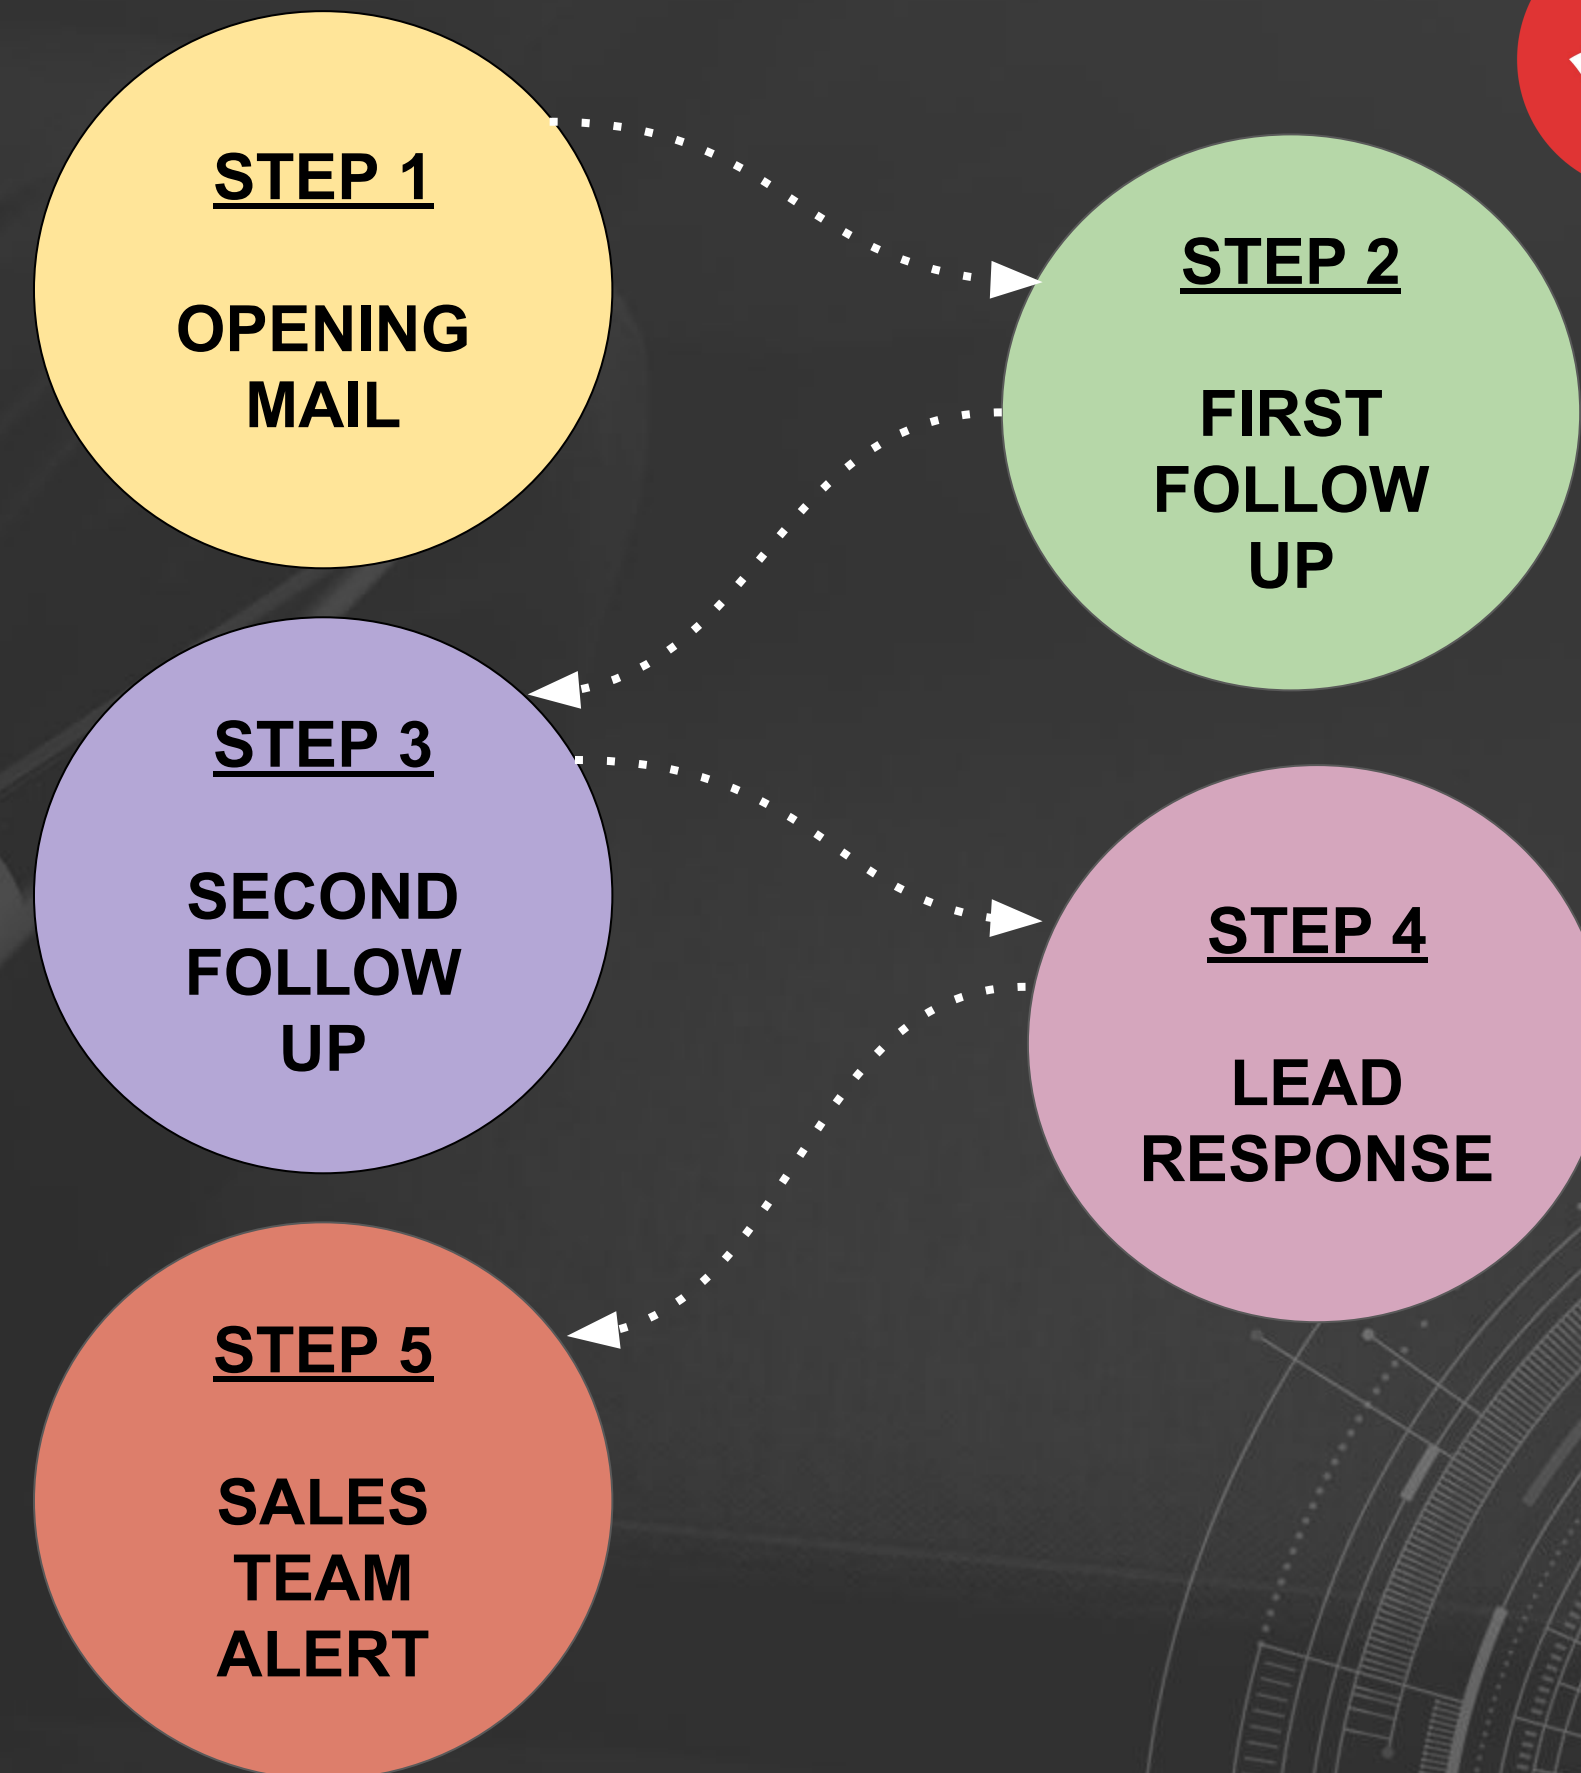 STEP 1
OPENING
MAIL
STEP 2
FIRST
FOLLOW
UP
STEP 3
SECOND
FOLLOW
UP
STEP 4
LEAD
RESPONSE
STEP 5
SALES
TEAM
ALERT